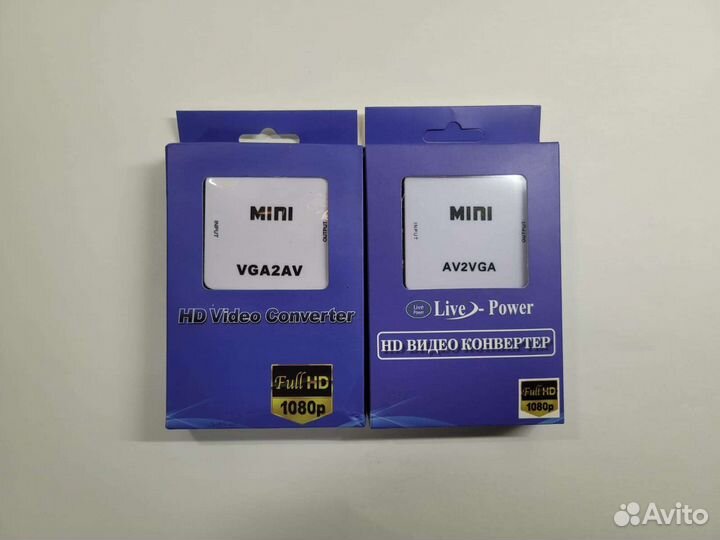 MINI
INPUT
OUTPUT
VGA2AV
HD Video Converter
Full HD
1080p
MINI
INPUT
OUTPUT
AV2VGA
Live Power
Live - Power
HD ВИДЕО КОНВЕРТЕР
Full HD
1080p
Avito